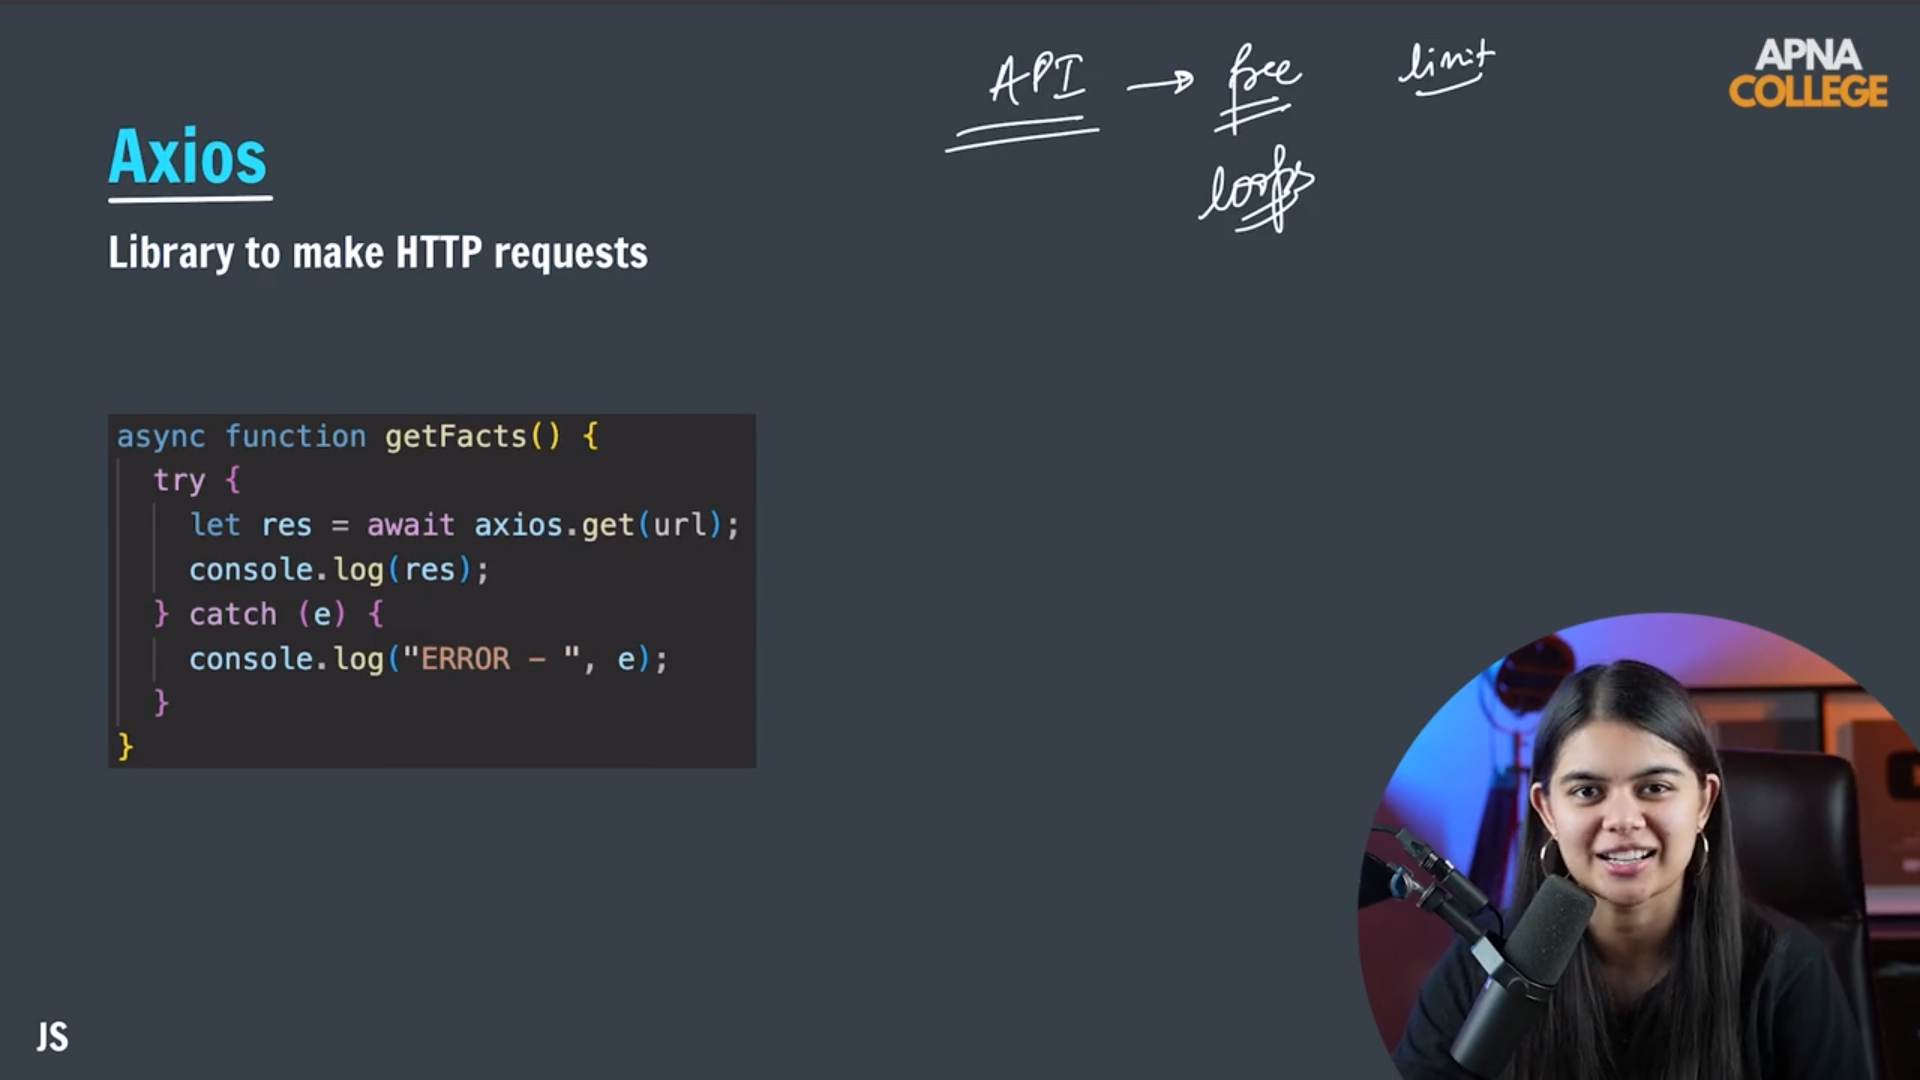 API → free limit
loops
APNA
COLLEGE
Axios
Library to make HTTP requests
async function getFacts() {
try {
let res = await axios.get(url);
console.log(res);
} catch (e) {
console.log("ERROR – ", e);
}
}
JS